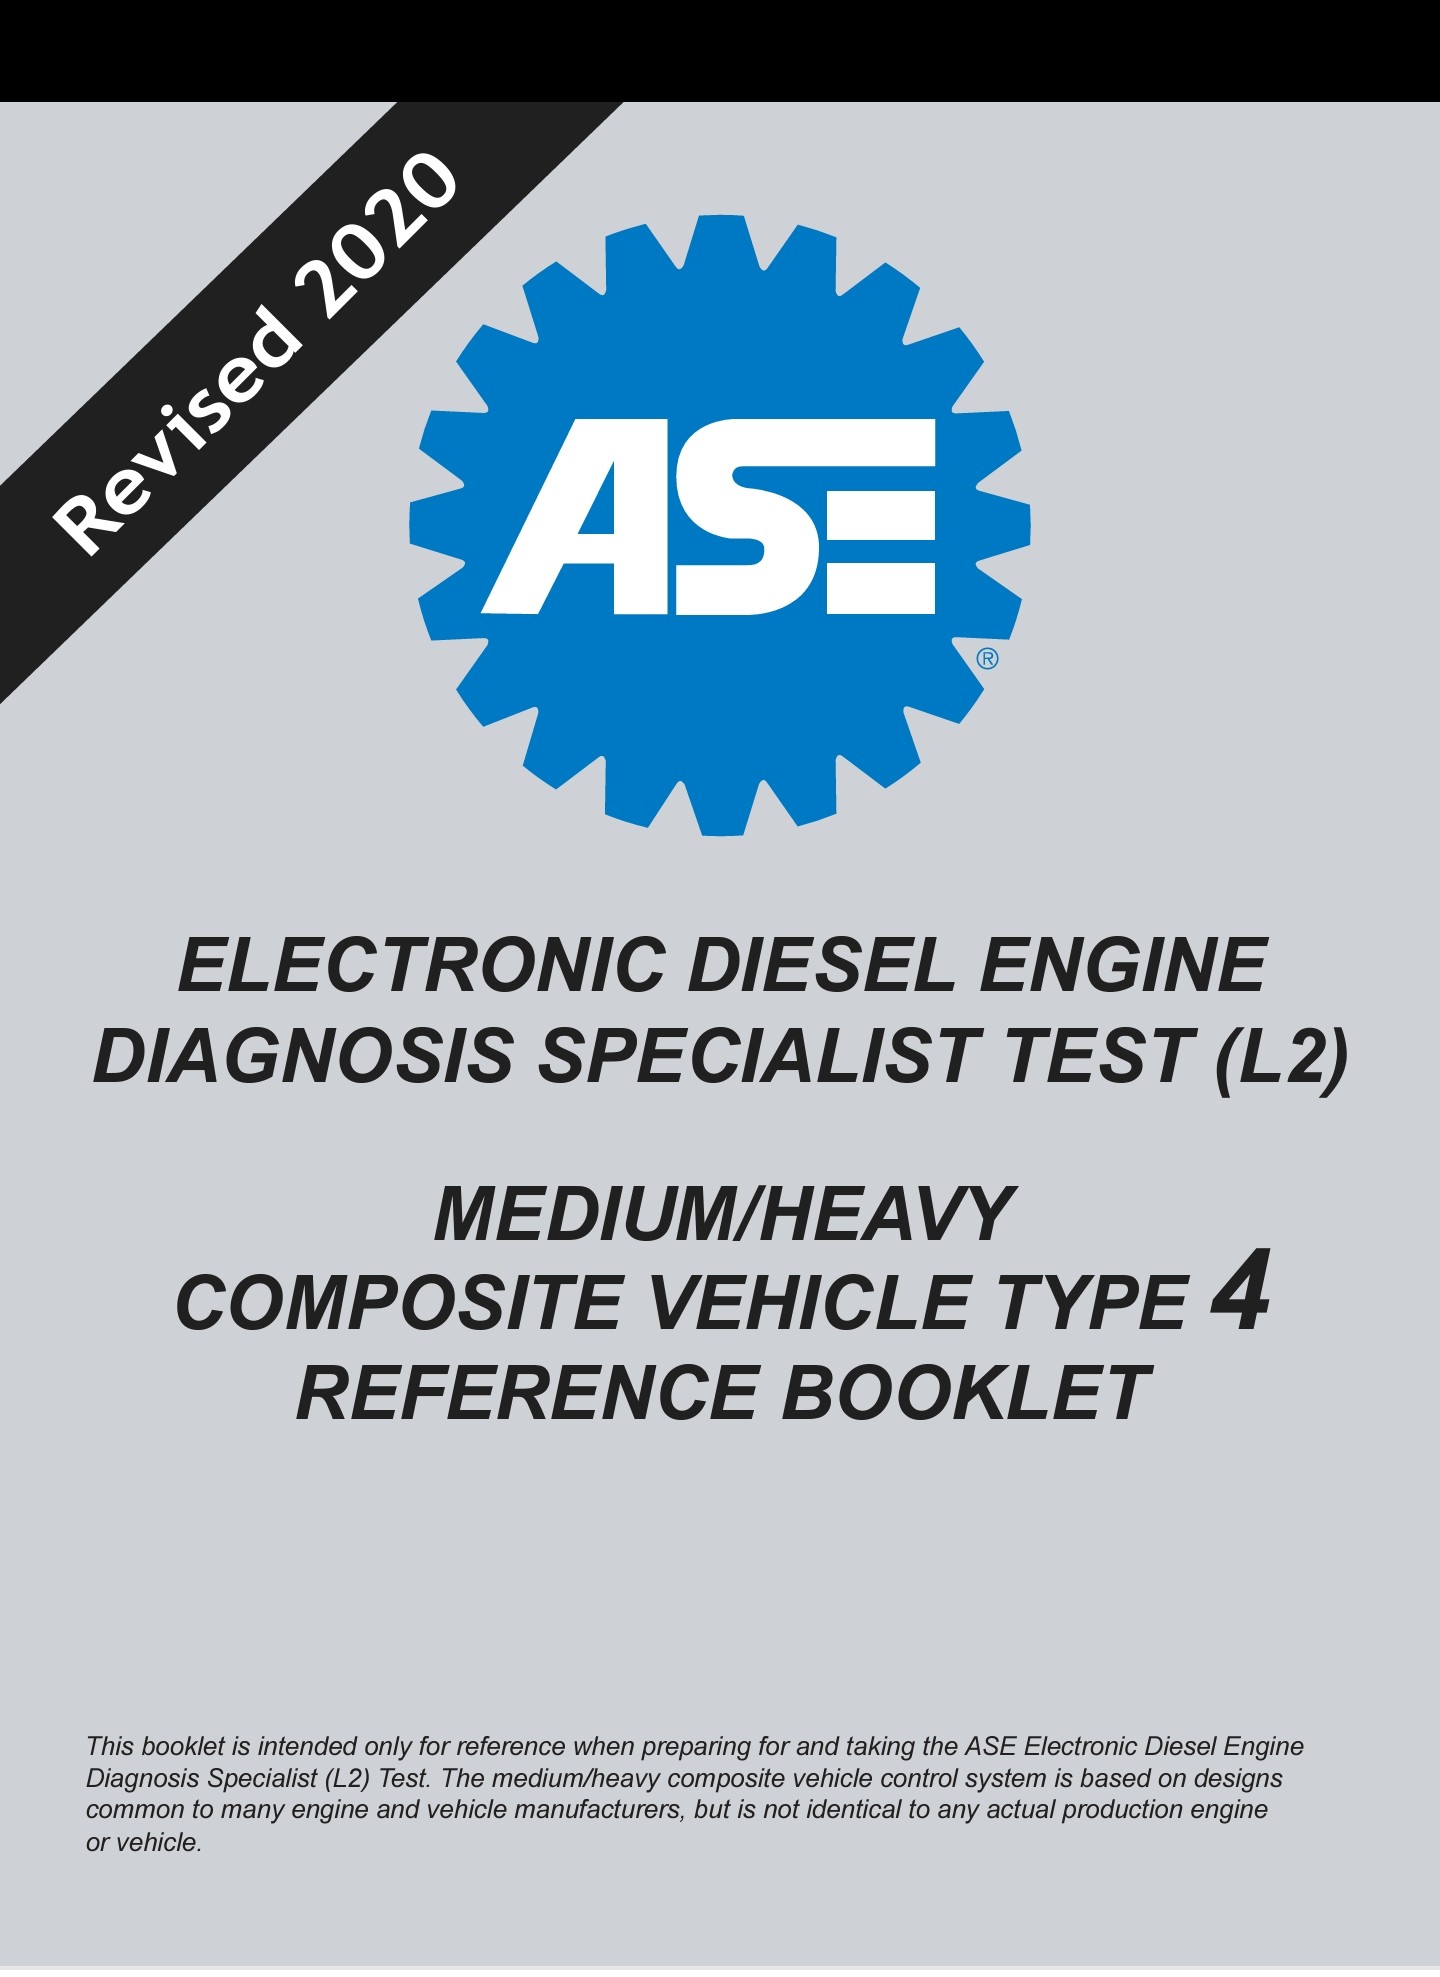 Revised 2020
ASE
®
ELECTRONIC DIESEL ENGINE
DIAGNOSIS SPECIALIST TEST (L2)
MEDIUM/HEAVY
COMPOSITE VEHICLE TYPE 4
REFERENCE BOOKLET
This booklet is intended only for reference when preparing for and taking the ASE Electronic Diesel Engine
Diagnosis Specialist (L2) Test. The medium/heavy composite vehicle control system is based on designs
common to many engine and vehicle manufacturers, but is not identical to any actual production engine
or vehicle.